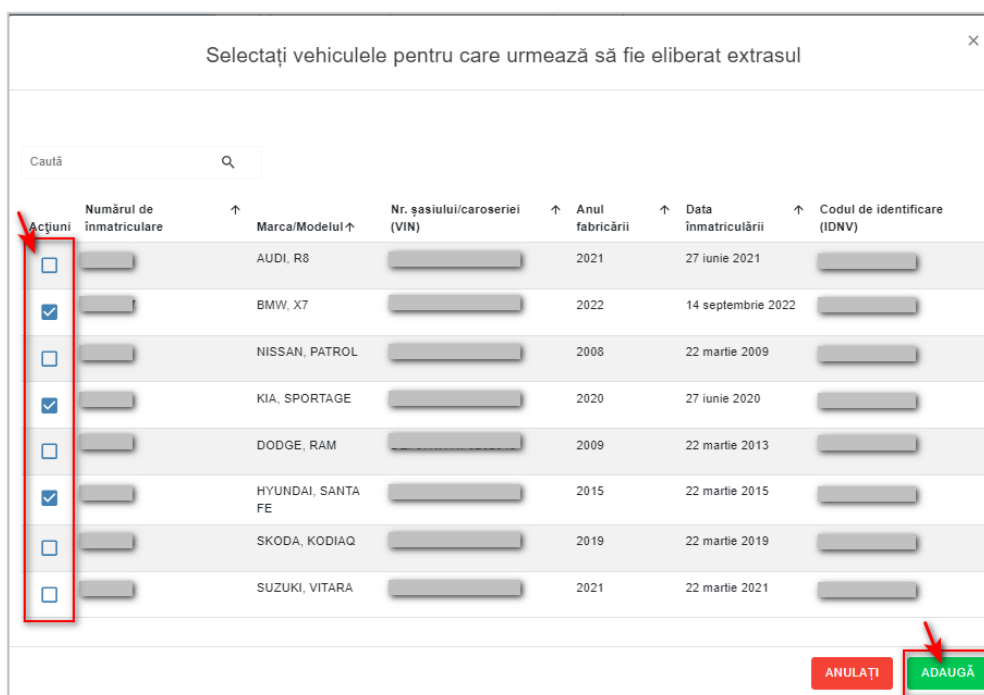 Selectați vehiculele pentru care urmează să fie eliberat extrasul
Caută
Acțiuni Numărul de înmatriculare Marca/Modelul Nr. șasiului/caroseriei (VIN) Anul fabricării Data înmatriculării Codul de identificare (IDNV)
AUDI, R8 2021 27 iunie 2021
BMW, X7 2022 14 septembrie 2022
NISSAN, PATROL 2008 22 martie 2009
KIA, SPORTAGE 2020 27 iunie 2020
DODGE, RAM 2009 22 martie 2013
HYUNDAI, SANTA FE 2015 22 martie 2015
SKODA, KODIAQ 2019 22 martie 2019
SUZUKI, VITARA 2021 22 martie 2021
ANULAȚI ADAUGĂ